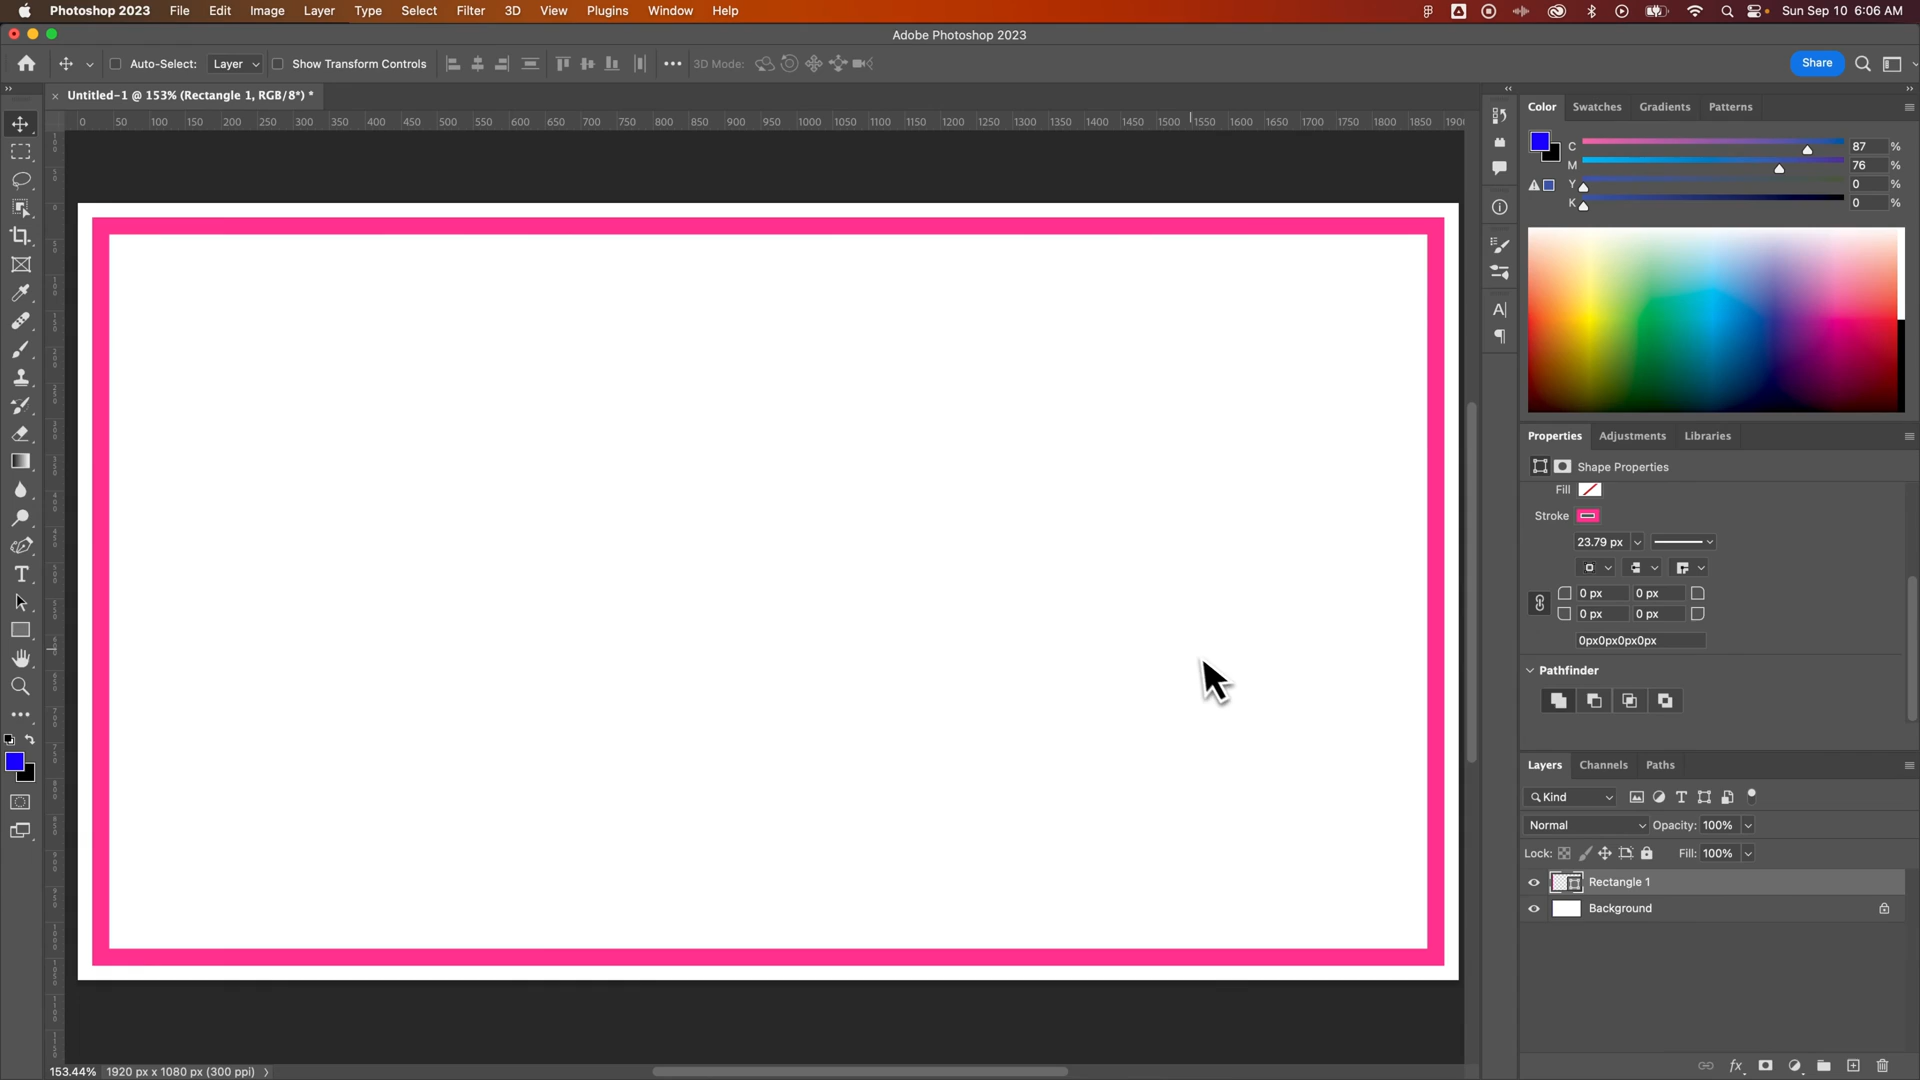 Photoshop 2023 File Edit Image Layer Type Select Filter 3D View Plugins Window Help Sun Sep 10 6:06 AM
Adobe Photoshop 2023
Auto-Select: Layer Show Transform Controls 3D Mode: Share
Untitled-1 @ 153% (Rectangle 1, RGB/8*) *
0 50 100 150 200 250 300 350 400 450 500 550 600 650 700 750 800 850 900 950 1000 1050 1100 1150 1200 1250 1300 1350 1400 1450 1500 1550 1600 1650 1700 1750 1800 1850 1900
Color Swatches Gradients Patterns
C 87 %
M 76 %
Y 0 %
K 0 %
Properties Adjustments Libraries
Shape Properties
Fill
Stroke
23.79 px
0 px 0 px
0 px 0 px
0px0px0px0px
Pathfinder
Layers Channels Paths
Kind
Normal Opacity: 100%
Lock: Fill: 100%
Rectangle 1
Background
153.44% 1920 px x 1080 px (300 ppi)